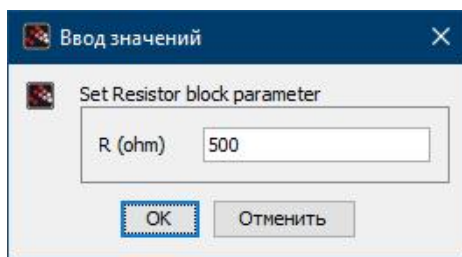 Ввод значений
Set Resistor block parameter
R (ohm) 500
OK Отменить